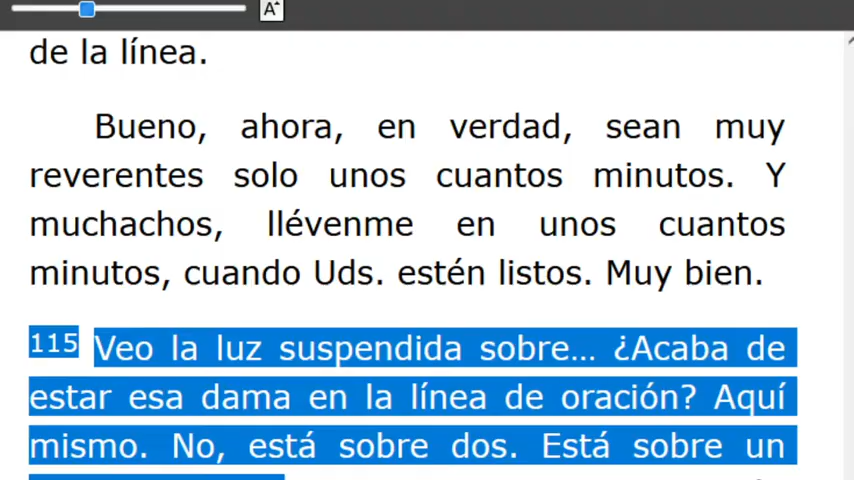 A
de la línea.
Bueno, ahora, en verdad, sean muy
reverentes solo unos cuantos minutos. Y
muchachos, llévenme en unos cuantos
minutos, cuando Uds. estén listos. Muy bien.
115 Veo la luz suspendida sobre... ¿Acaba de
estar esa dama en la línea de oración? Aquí
mismo. No, está sobre dos. Está sobre un